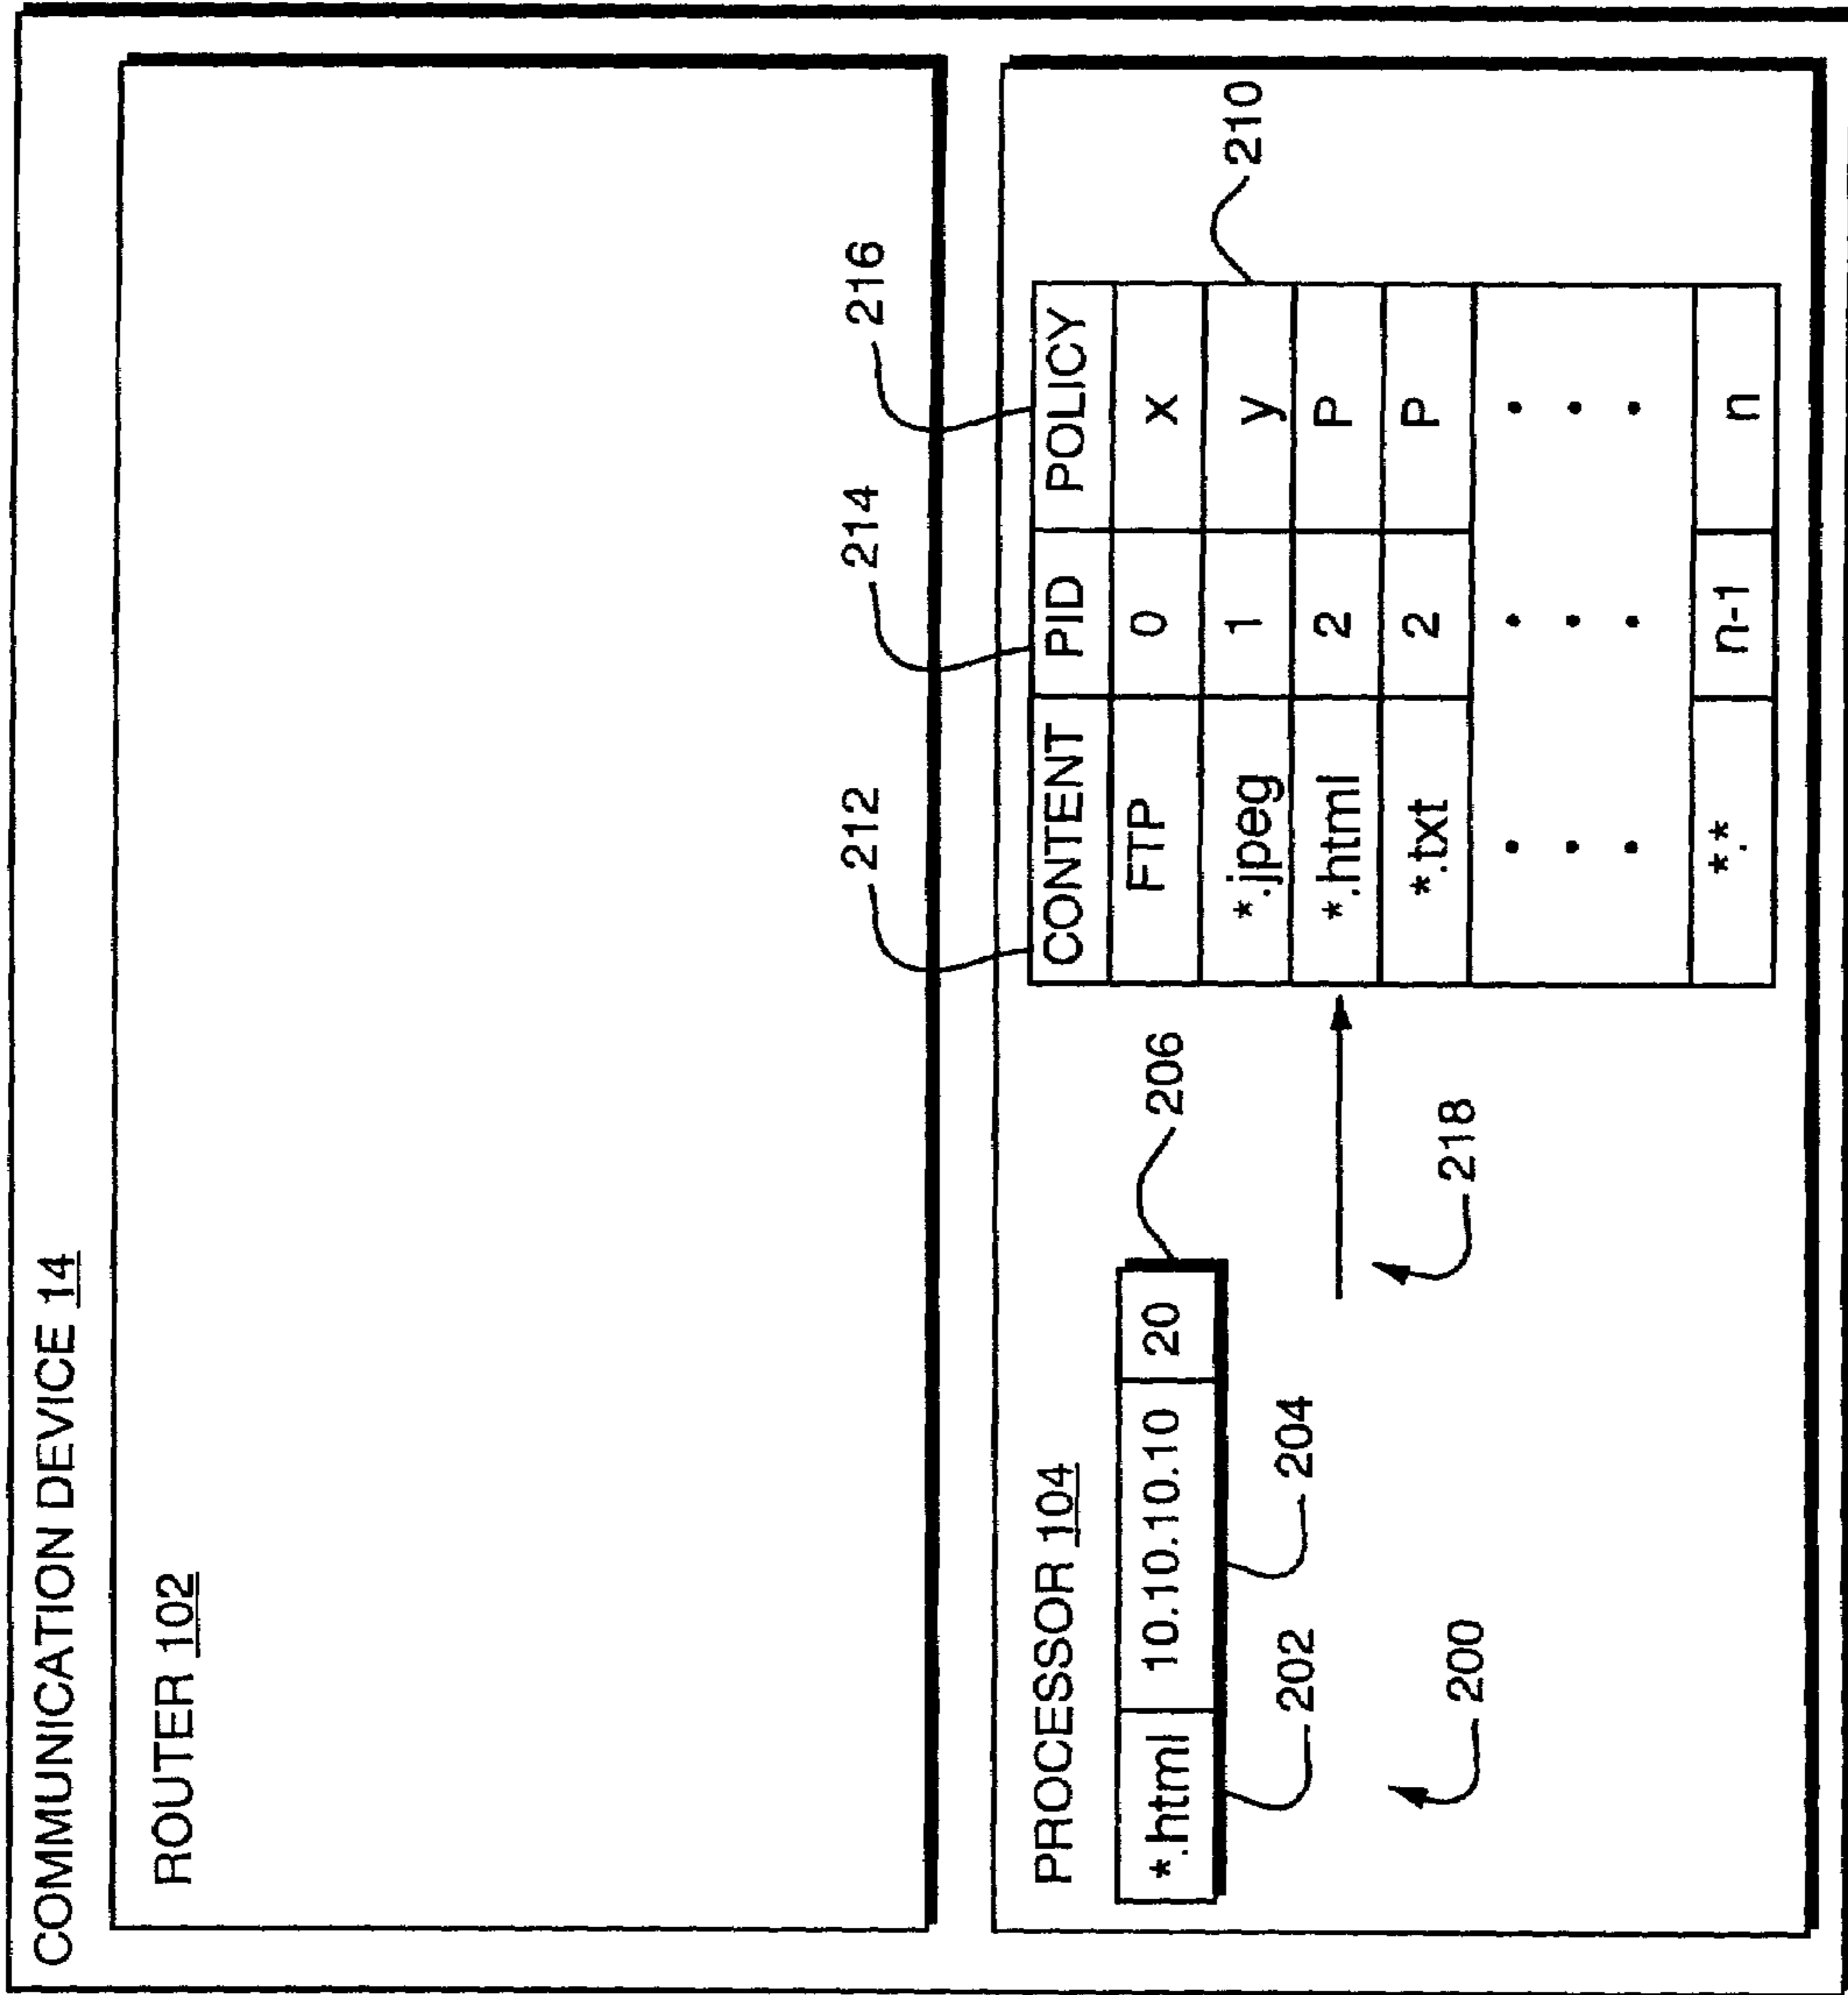 COMMUNICATION DEVICE 14
ROUTER 102
212 214 216
PROCESSOR 104
*.html 10.10.10.10 20
206
202 204
200
218
CONTENT PID POLICY
FTP 0 x
*.jpeg 1 y
*.html 2 P
*.txt 2 P
. . .
. . .
. . .
*.* n-1 n
210